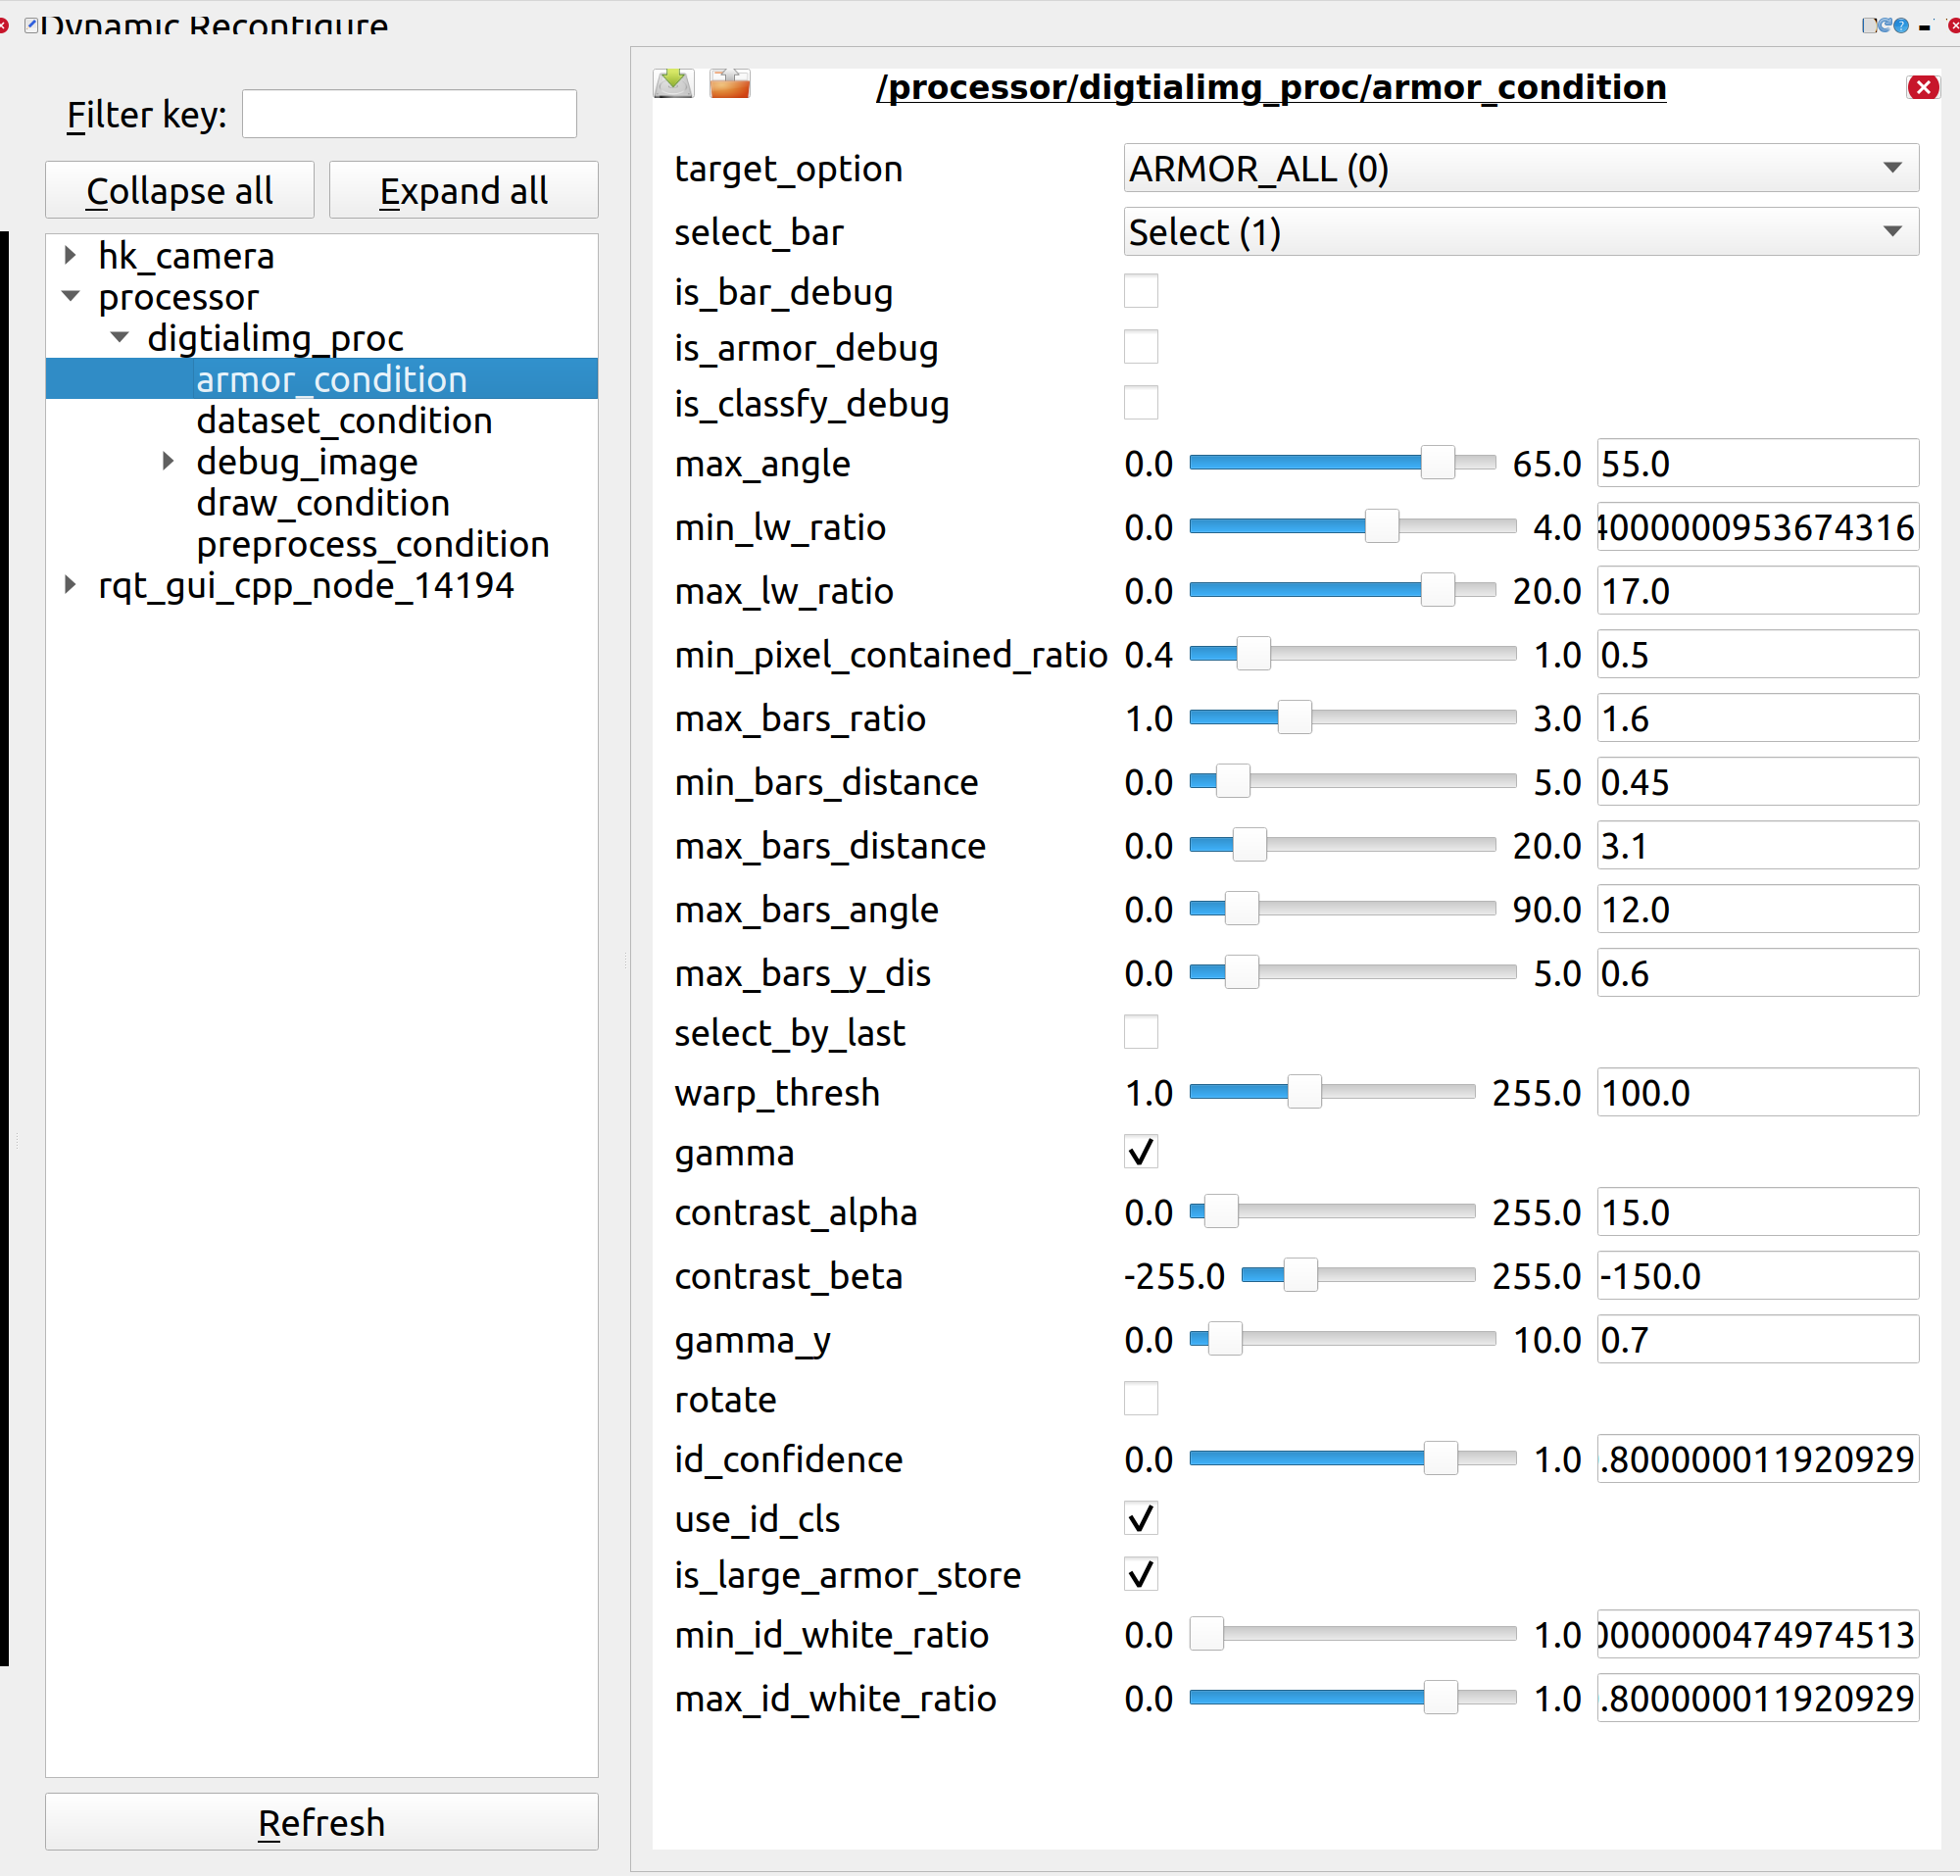 Dynamic Reconfigure
Filter key:
Collapse all
Expand all
hk_camera
processor
digtialimg_proc
armor_condition
dataset_condition
debug_image
draw_condition
preprocess_condition
rqt_gui_cpp_node_14194
Refresh
/processor/digtialimg_proc/armor_condition
target_option ARMOR_ALL (0)
select_bar Select (1)
is_bar_debug
is_armor_debug
is_classfy_debug
max_angle 0.0 65.0 55.0
min_lw_ratio 0.0 4.0 4000000953674316
max_lw_ratio 0.0 20.0 17.0
min_pixel_contained_ratio 0.4 1.0 0.5
max_bars_ratio 1.0 3.0 1.6
min_bars_distance 0.0 5.0 0.45
max_bars_distance 0.0 20.0 3.1
max_bars_angle 0.0 90.0 12.0
max_bars_y_dis 0.0 5.0 0.6
select_by_last
warp_thresh 1.0 255.0 100.0
gamma
contrast_alpha 0.0 255.0 15.0
contrast_beta -255.0 255.0 -150.0
gamma_y 0.0 10.0 0.7
rotate
id_confidence 0.0 1.0 .800000011920929
use_id_cls
is_large_armor_store
min_id_white_ratio 0.0 1.0 0000000474974513
max_id_white_ratio 0.0 1.0 .800000011920929